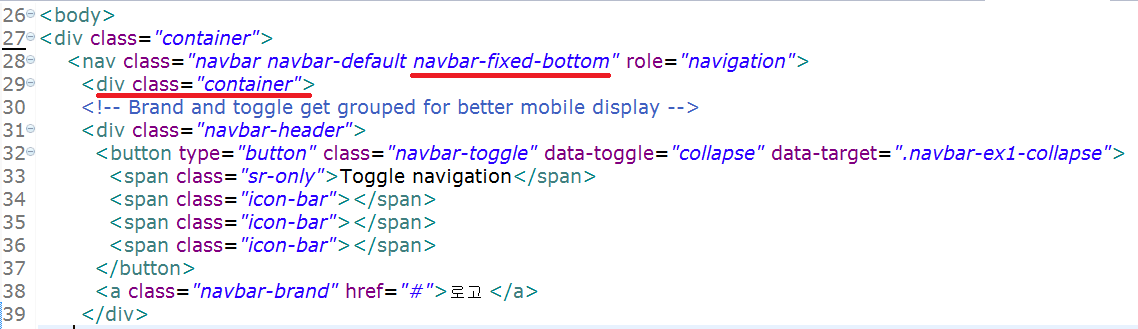 26 <body>
27 <div class="container">
28 <nav class="navbar navbar-default navbar-fixed-bottom" role="navigation">
29 <div class="container">
30 <!-- Brand and toggle get grouped for better mobile display -->
31 <div class="navbar-header">
32 <button type="button" class="navbar-toggle" data-toggle="collapse" data-target=".navbar-ex1-collapse">
33 <span class="sr-only">Toggle navigation</span>
34 <span class="icon-bar"></span>
35 <span class="icon-bar"></span>
36 <span class="icon-bar"></span>
37 </button>
38 <a class="navbar-brand" href="#">로고 </a>
39 </div>